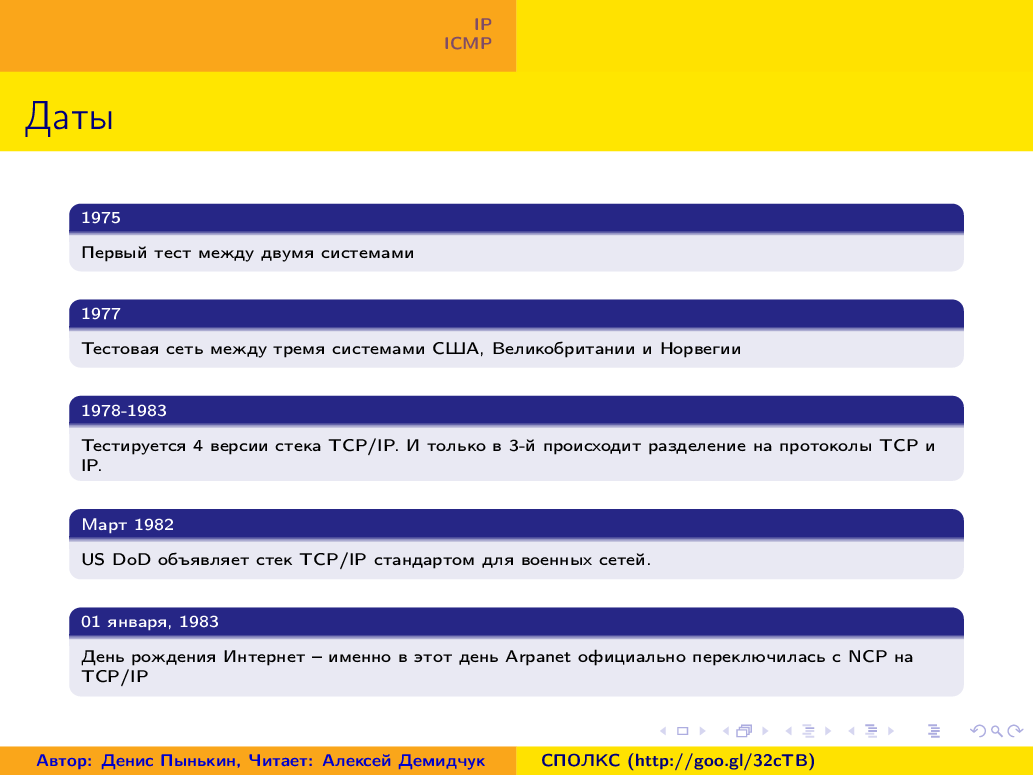 IP
ICMP
Даты
1975
Первый тест между двумя системами
1977
Тестовая сеть между тремя системами США, Великобритании и Норвегии
1978-1983
Тестируется 4 версии стека TCP/IP. И только в 3-й происходит разделение на протоколы TCP и
IP.
Март 1982
US DoD объявляет стек TCP/IP стандартом для военных сетей.
01 января, 1983
День рождения Интернет – именно в этот день Arpanet официально переключилась с NCP на
TCP/IP
Автор: Денис Пынькин, Читает: Алексей Демидчук
СПОЛКС (http://goo.gl/32cTB)